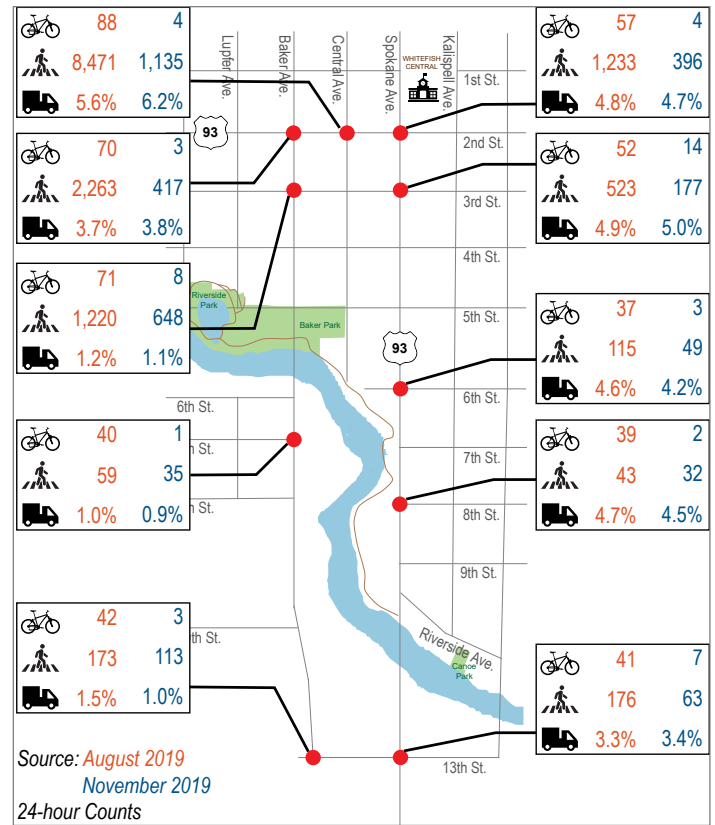 88 4
8,471 1,135
5.6% 6.2%
70 3
2,263 417
3.7% 3.8%
71 8
1,220 648
1.2% 1.1%
40 1
59 35
1.0% 0.9%
42 3
173 113
1.5% 1.0%
57 4
1,233 396
4.8% 4.7%
52 14
523 177
4.9% 5.0%
37 3
115 49
4.6% 4.2%
39 2
43 32
4.7% 4.5%
41 7
176 63
3.3% 3.4%
Lupfer Ave.
Baker Ave.
Central Ave.
Spokane Ave.
Kalispell Ave.
WHITEFISH
CENTRAL
1st St.
93
2nd St.
3rd St.
4th St.
Riverside
Park
Baker Park
5th St.
93
6th St.
6th St.
h St.
7th St.
h St.
8th St.
9th St.
th St.
Riverside Ave.
Canoe
Park
13th St.
Source: August 2019
November 2019
24-hour Counts